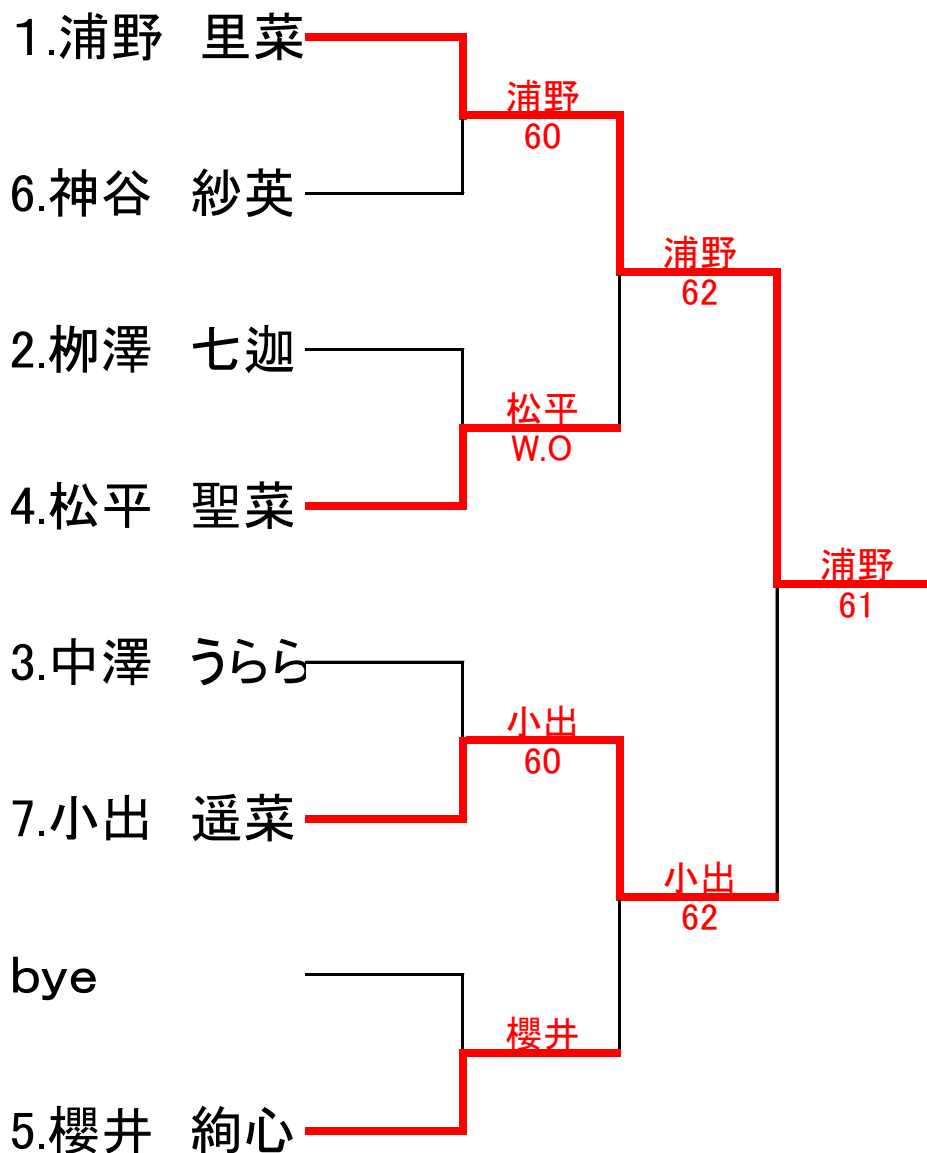 1.浦野　里菜
浦野
60
6.神谷　紗英
浦野
62
2.栁澤　七迦
松平
W.O
4.松平　聖菜
浦野
61
3.中澤　うらら
小出
60
7.小出　遥菜
小出
62
bye
櫻井
5.櫻井　絢心